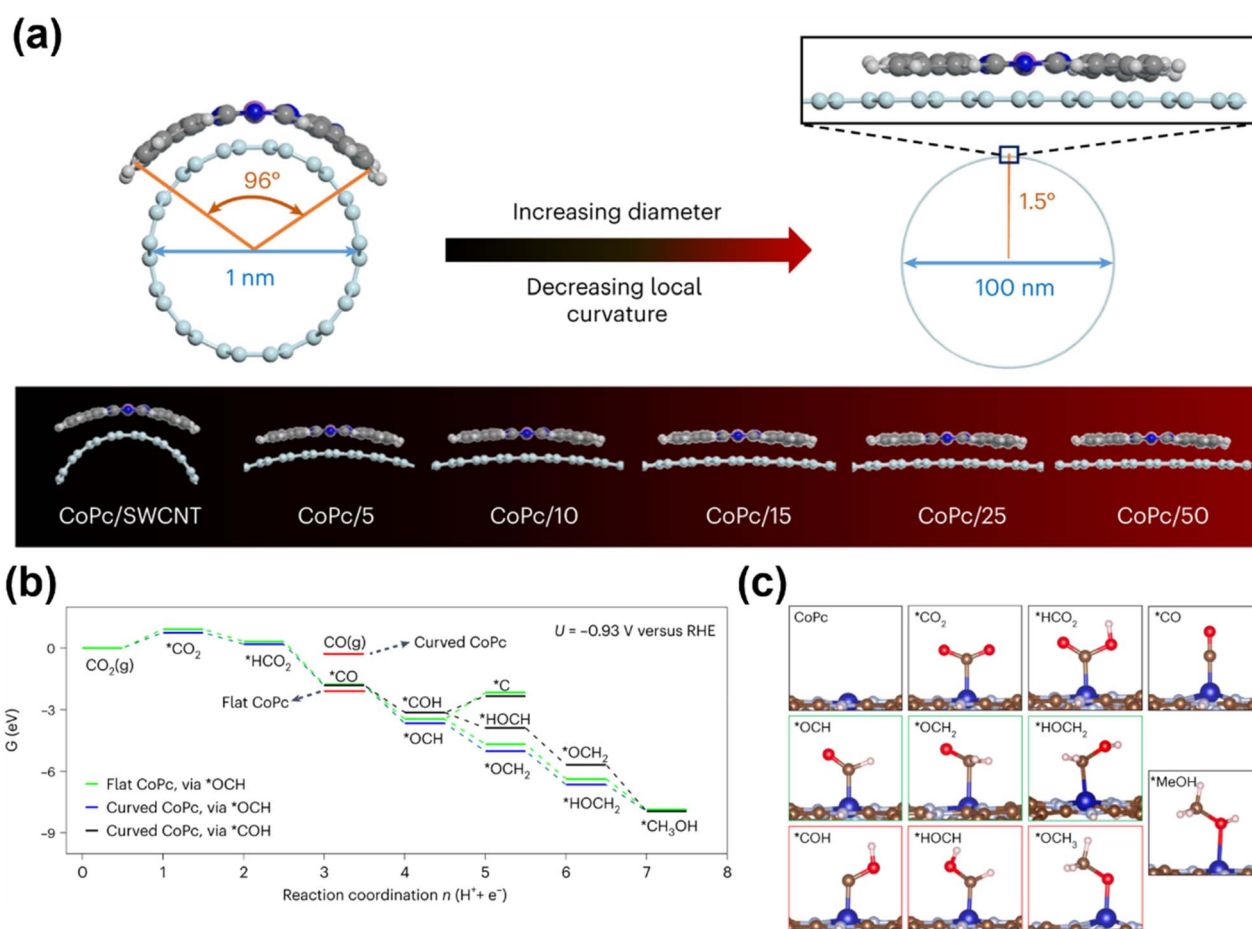 (a)
96°
1 nm
Increasing diameter
Decreasing local
curvature
1.5°
100 nm
CoPc/SWCNT
CoPc/5
CoPc/10
CoPc/15
CoPc/25
CoPc/50
(b)
G (eV)
0
−3
−6
−9
U = −0.93 V versus RHE
CO₂(g)
*CO₂
*HCO₂
CO(g)
Curved CoPc
*CO
Flat CoPc
*COH
*OCH
*C
*HOCH
*OCH₂
*OCH₂
*HOCH₂
*CH₃OH
Flat CoPc, via *OCH
Curved CoPc, via *OCH
Curved CoPc, via *COH
0 1 2 3 4 5 6 7 8
Reaction coordination n (H⁺+ e⁻)
(c)
CoPc
*CO₂
*HCO₂
*CO
*OCH
*OCH₂
*HOCH₂
*MeOH
*COH
*HOCH
*OCH₃